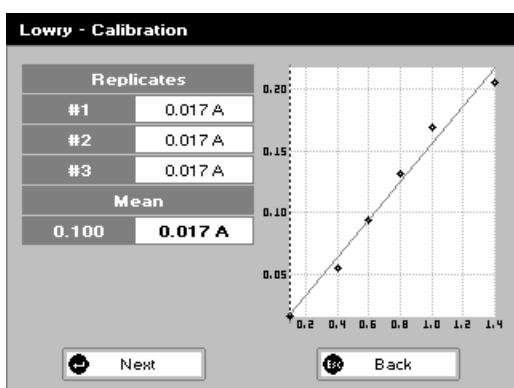 Lowry - Calibration
Replicates
#1 0.017 A
#2 0.017 A
#3 0.017 A
Mean
0.100 0.017 A
0.20
0.15
0.10
0.05
0.2 0.4 0.6 0.8 1.0 1.2 1.4
Next
Esc Back